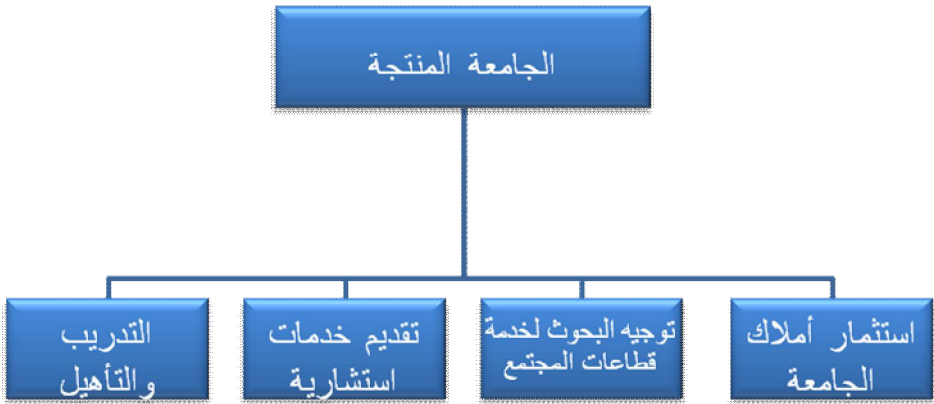 الجامعة المنتجة
استثمار أملاك
الجامعة
توجيه البحوث لخدمة
قطاعات المجتمع
تقديم خدمات
استشارية
التدريب
والتأهيل